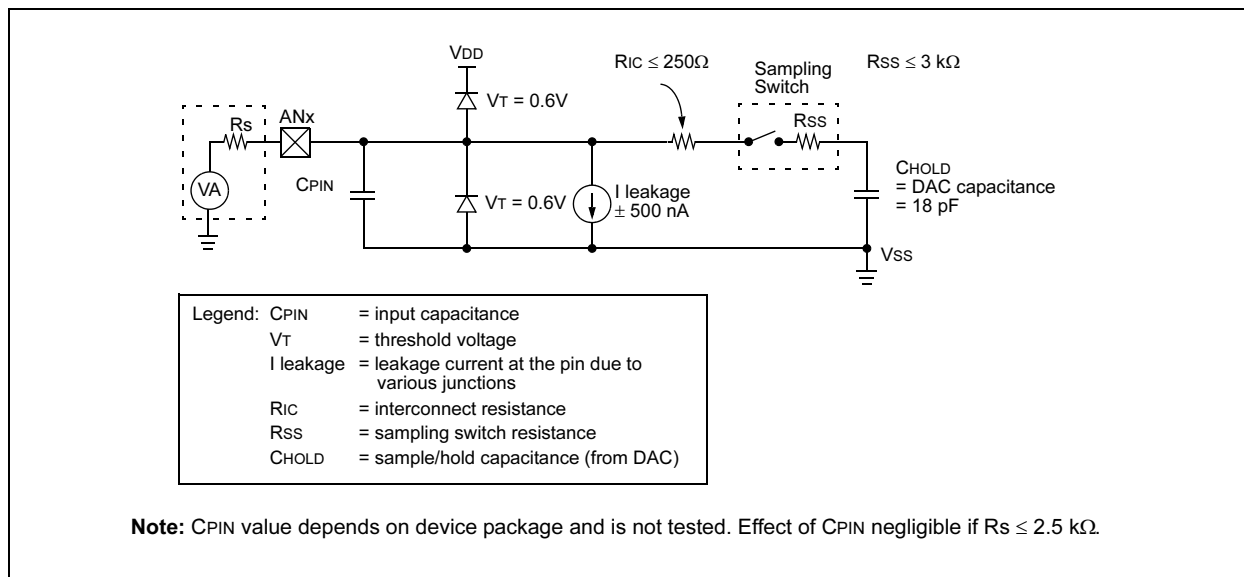 VDD
RIC ≤ 250Ω
Sampling
Switch
RSS ≤ 3 kΩ
VT = 0.6V
Rs
ANx
RSS
VA
CPIN
VT = 0.6V
I leakage
± 500 nA
CHOLD
= DAC capacitance
= 18 pF
VSS
Legend: CPIN = input capacitance
VT = threshold voltage
I leakage = leakage current at the pin due to
various junctions
RIC = interconnect resistance
RSS = sampling switch resistance
CHOLD = sample/hold capacitance (from DAC)
Note: CPIN value depends on device package and is not tested. Effect of CPIN negligible if Rs ≤ 2.5 kΩ.